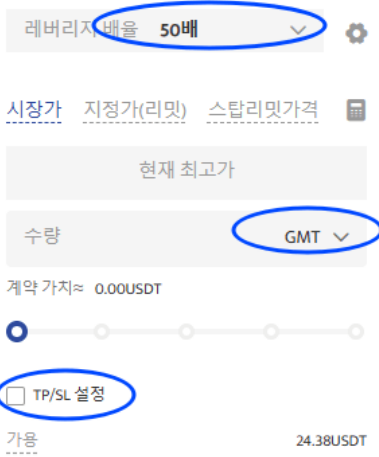 레버리지 배율 50배
시장가 지정가(리밋) 스탑리밋가격
현재 최고가
수량 GMT
계약 가치≈ 0.00USDT
TP/SL 설정
가용 24.38USDT